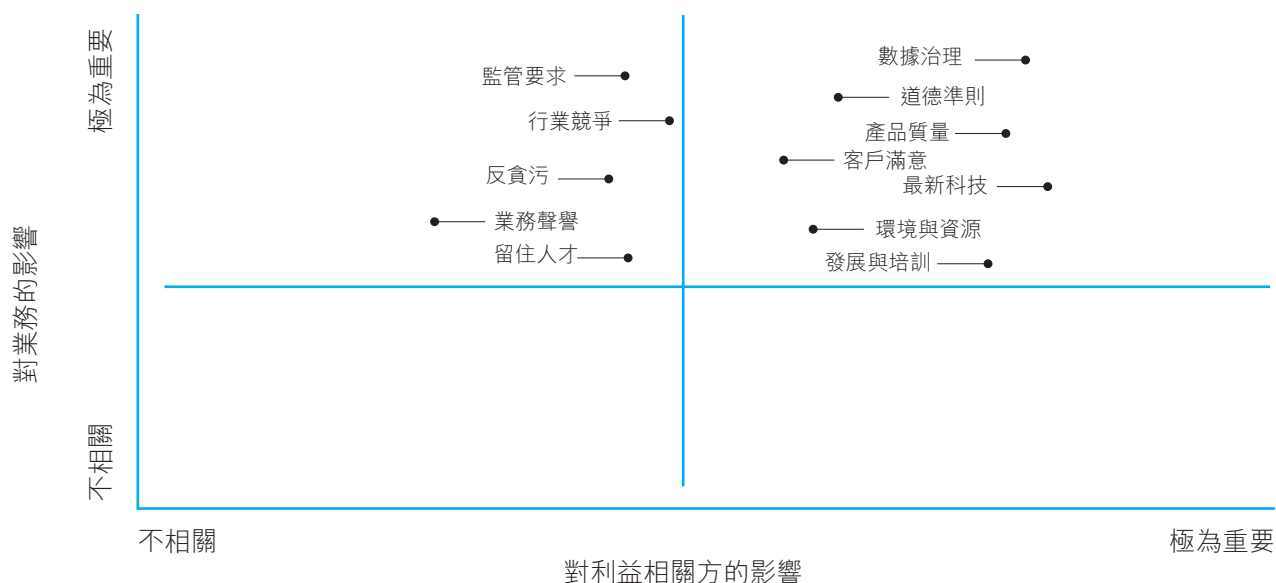 極為重要
數據治理
監管要求
道德準則
行業競爭
產品質量
客戶滿意
反貪污
最新科技
業務聲譽
環境與資源
留住人才
發展與培訓
對業務的影響
不相關
不相關
極為重要
對利益相關方的影響